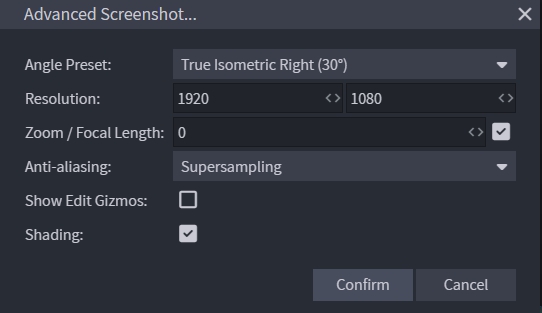 Advanced Screenshot...
Angle Preset: True Isometric Right (30°)
Resolution: 1920 1080
Zoom / Focal Length: 0
Anti-aliasing: Supersampling
Show Edit Gizmos:
Shading:
Confirm Cancel